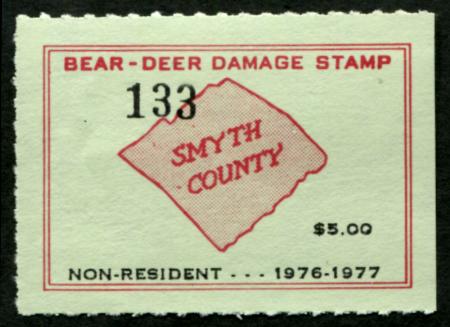 BEAR-DEER DAMAGE STAMP
133
SMYTH
COUNTY
$5.00
NON-RESIDENT . . . 1976-1977